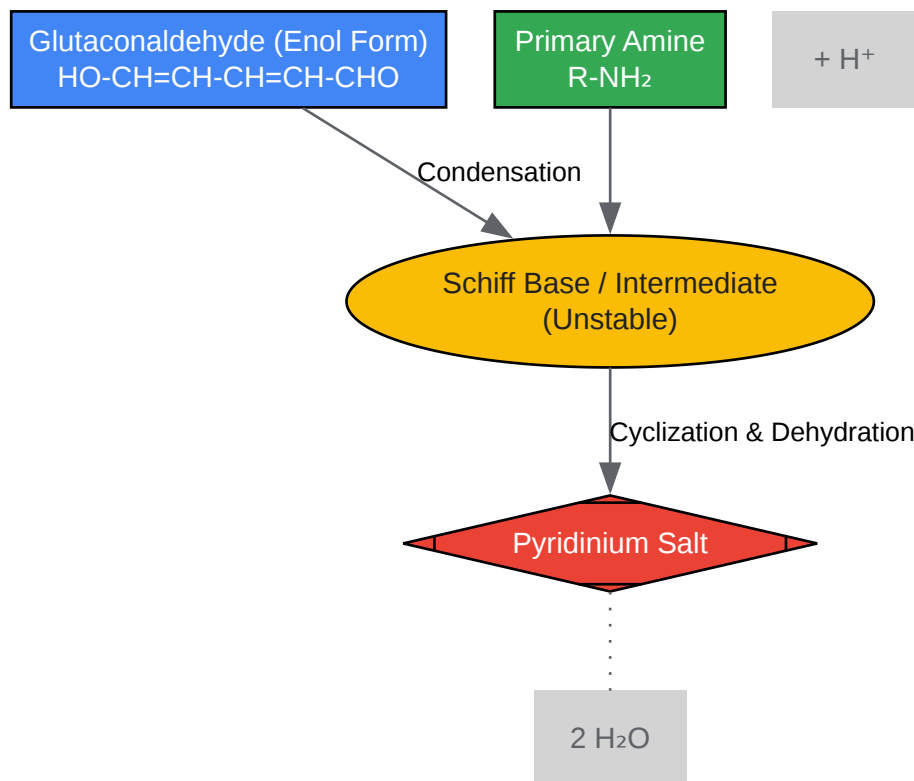 Glutaconaldehyde (Enol Form)
HO-CH=CH-CH=CH-CHO
Primary Amine
R-NH₂
+ H⁺
Condensation
Schiff Base / Intermediate
(Unstable)
Cyclization & Dehydration
Pyridinium Salt
2 H₂O